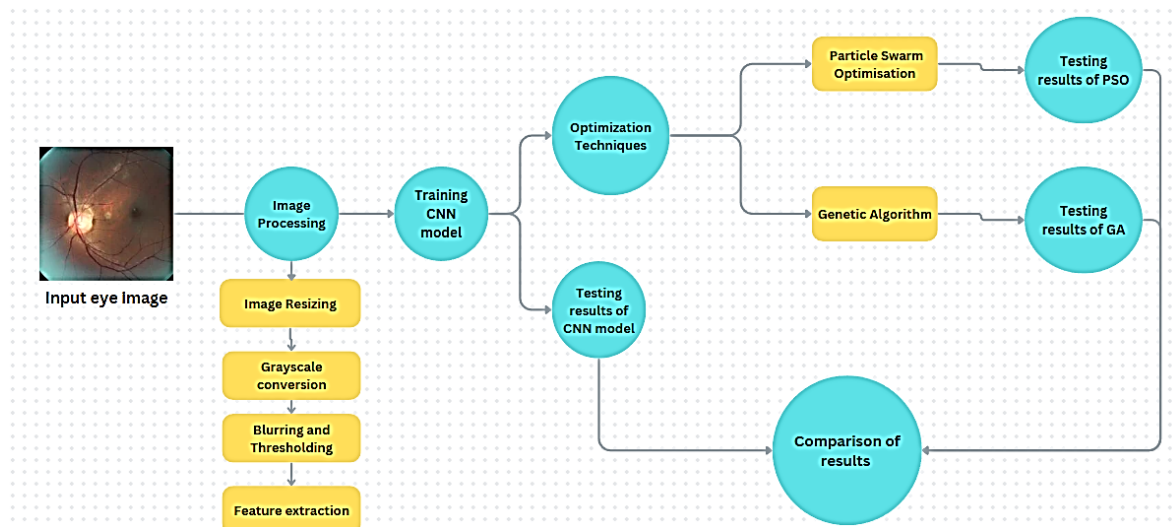 Input eye image
Image
Processing
Image Resizing
Grayscale
conversion
Blurring and
Thresholding
Feature extraction
Training
CNN
model
Optimization
Techniques
Testing
results of
CNN model
Particle Swarm
Optimisation
Genetic Algorithm
Testing
results of PSO
Testing
results of GA
Comparison of
results